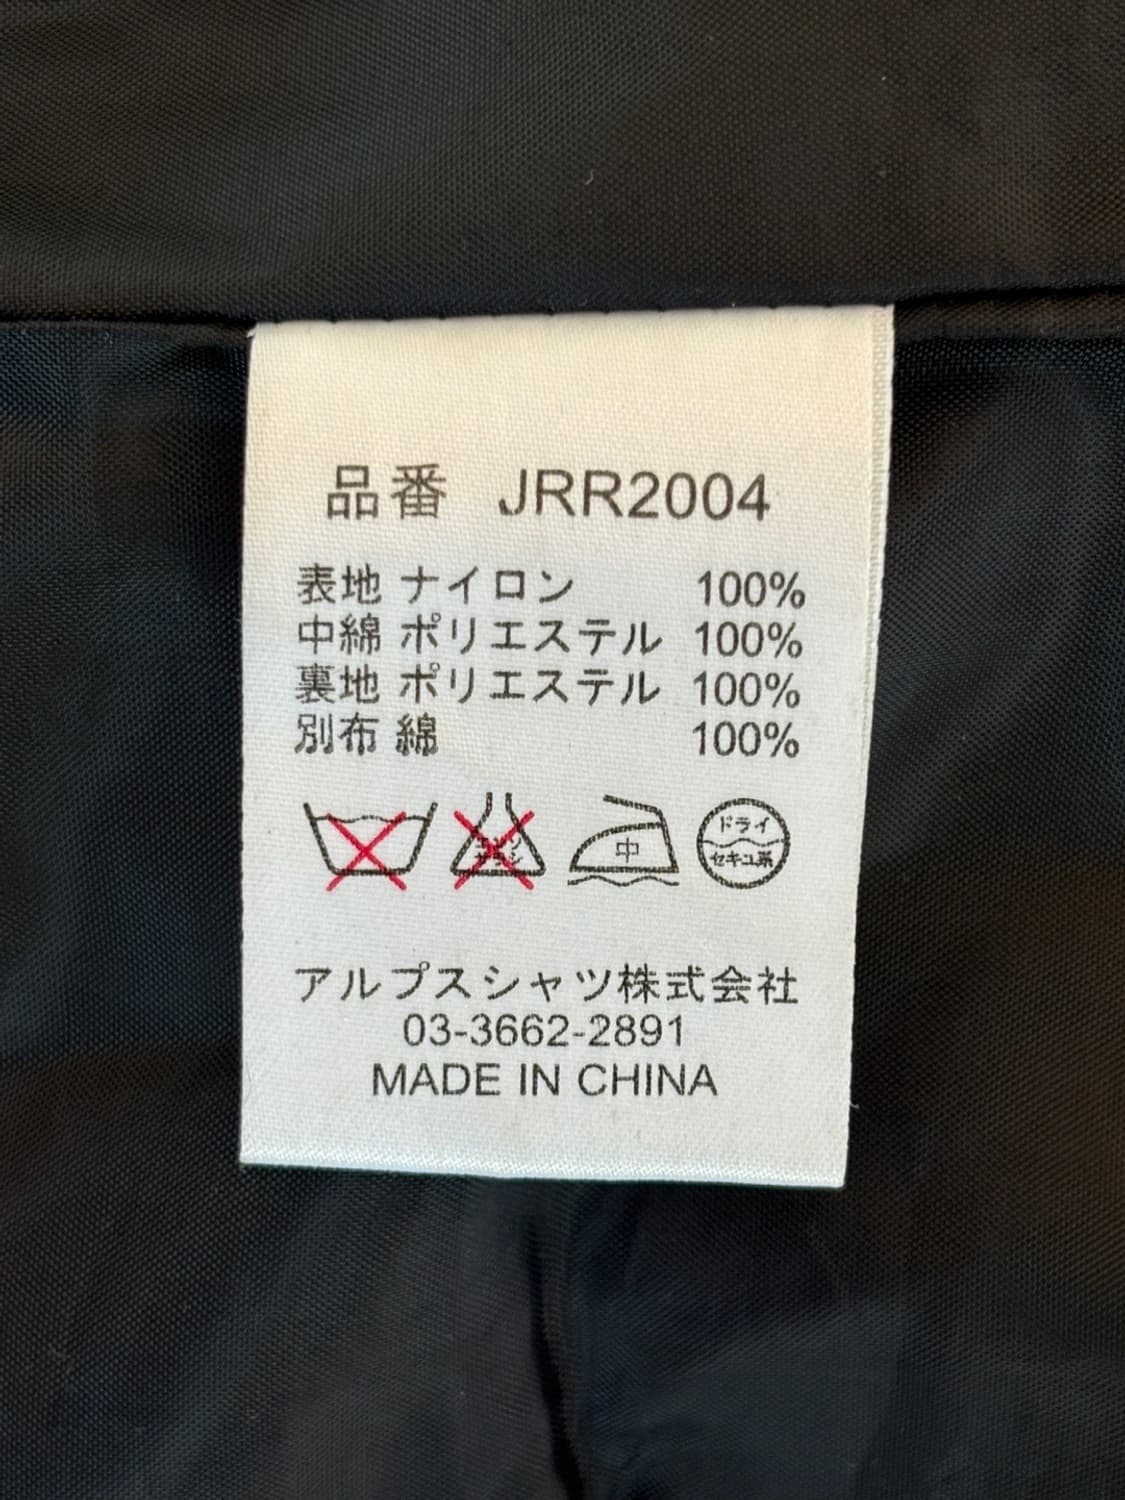 品番 JRR2004
表地 ナイロン 100%
中綿 ポリエステル 100%
裏地 ポリエステル 100%
別布 綿 100%
中
ドライ
セキユ系
アルプスシャツ株式会社
03-3662-2891
MADE IN CHINA